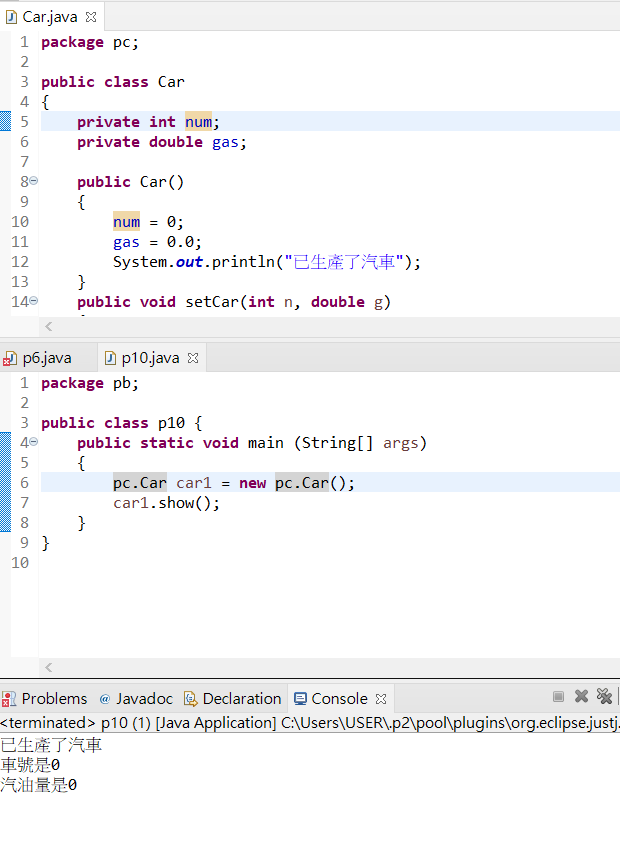 Car.java
1 package pc;
2
3 public class Car
4 {
5 private int num;
6 private double gas;
7
8 public Car()
9 {
10 num = 0;
11 gas = 0.0;
12 System.out.println("已生產了汽車");
13 }
14 public void setCar(int n, double g)
p6.java p10.java
1 package pb;
2
3 public class p10 {
4 public static void main (String[] args)
5 {
6 pc.Car car1 = new pc.Car();
7 car1.show();
8 }
9 }
10
Problems @ Javadoc Declaration Console
<terminated> p10 (1) [Java Application] C:\Users\USER\.p2\pool\plugins\org.eclipse.justj.
已生產了汽車
車號是0
汽油量是0